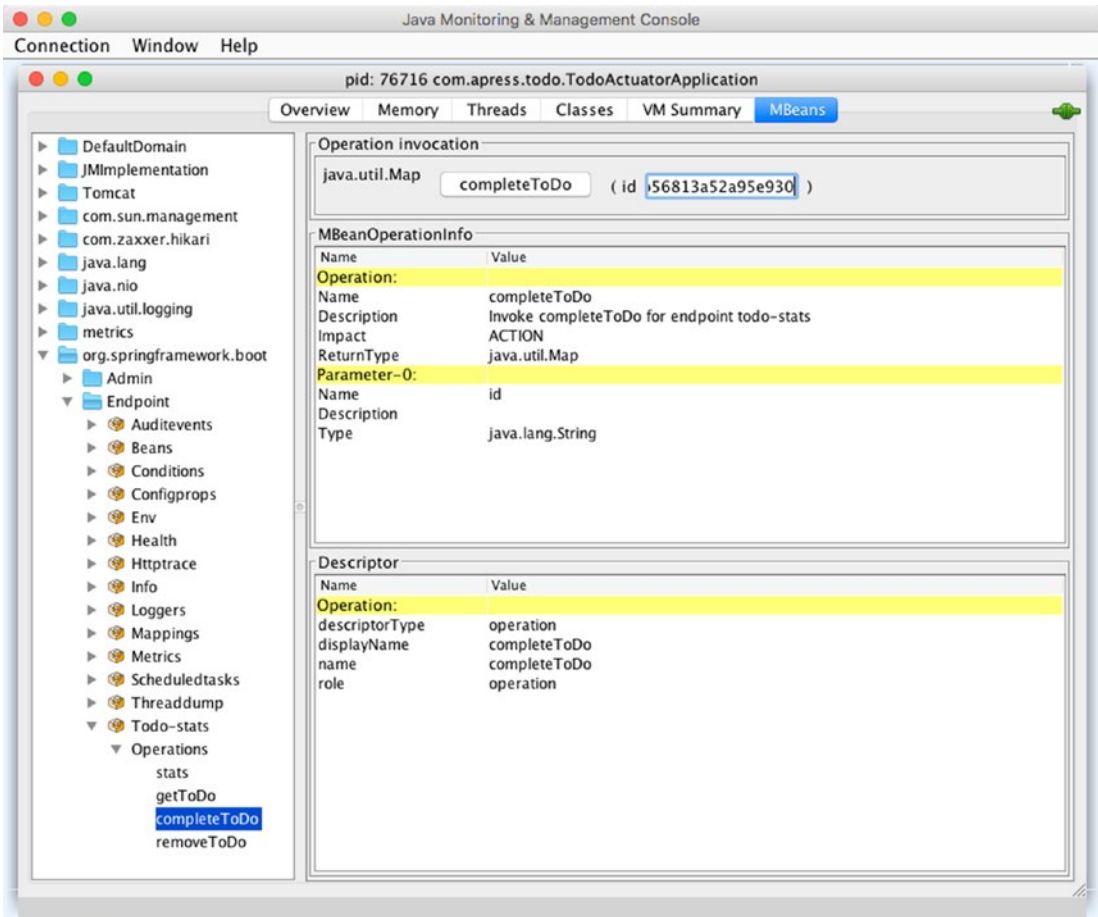 Java Monitoring & Management Console
Connection Window Help
pid: 76716 com.apress.todo.TodoActuatorApplication
Overview Memory Threads Classes VM Summary MBeans
DefaultDomain
JMImplementation
Tomcat
com.sun.management
com.zaxxer.hikari
java.lang
java.nio
java.util.logging
metrics
org.springframework.boot
Admin
Endpoint
Auditevents
Beans
Conditions
Configprops
Env
Health
Httptrace
Info
Loggers
Mappings
Metrics
Scheduledtasks
Threaddump
Todo-stats
Operations
stats
getToDo
completeToDo
removeToDo
Operation invocation
java.util.Map completeToDo ( id 56813a52a95e930 )
MBeanOperationInfo
Name Value
Operation:
Name completeToDo
Description Invoke completeToDo for endpoint todo-stats
Impact ACTION
ReturnType java.util.Map
Parameter-0:
Name id
Description
Type java.lang.String
Descriptor
Name Value
Operation:
descriptorType operation
displayName completeToDo
name completeToDo
role operation